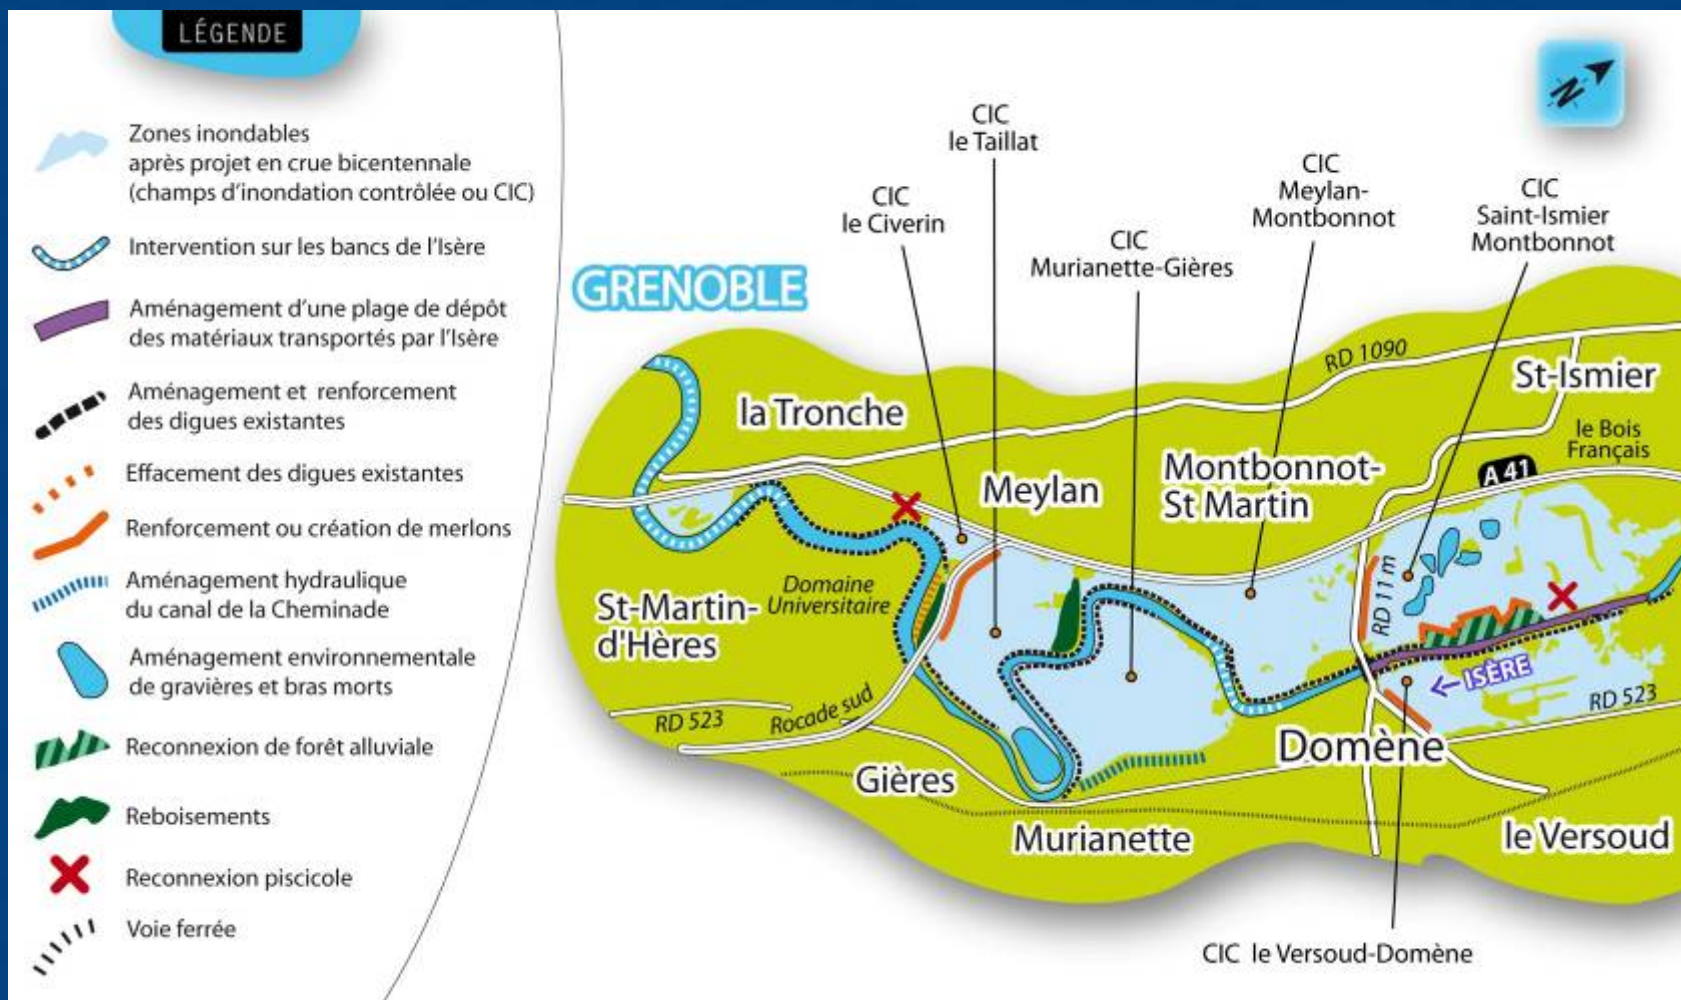 LÉGENDE
Zones inondables
après projet en crue bicentennale
(champs d'inondation contrôlée ou CIC)
Intervention sur les bancs de l'Isère
Aménagement d'une plage de dépôt
des matériaux transportés par l'Isère
Aménagement et renforcement
des digues existantes
Effacement des digues existantes
Renforcement ou création de merlons
Aménagement hydraulique
du canal de la Cheminade
Aménagement environnementale
de gravières et bras morts
Reconnexion de forêt alluviale
Reboisements
Reconnexion piscicole
Voie ferrée
N
CIC
le Taillat
CIC
le Civerin
CIC
Murianette-Gières
CIC
Meylan-
Montbonnot
CIC
Saint-Ismier
Montbonnot
GRENOBLE
RD 1090
St-Ismier
la Tronche
le Bois
Français
A 41
Meylan
Montbonnot-
St Martin
Domaine
Universitaire
St-Martin-
d'Hères
RD 11 m
ISÈRE
RD 523
Rocade sud
RD 523
Domène
Gières
Murianette
le Versoud
CIC le Versoud-Domène